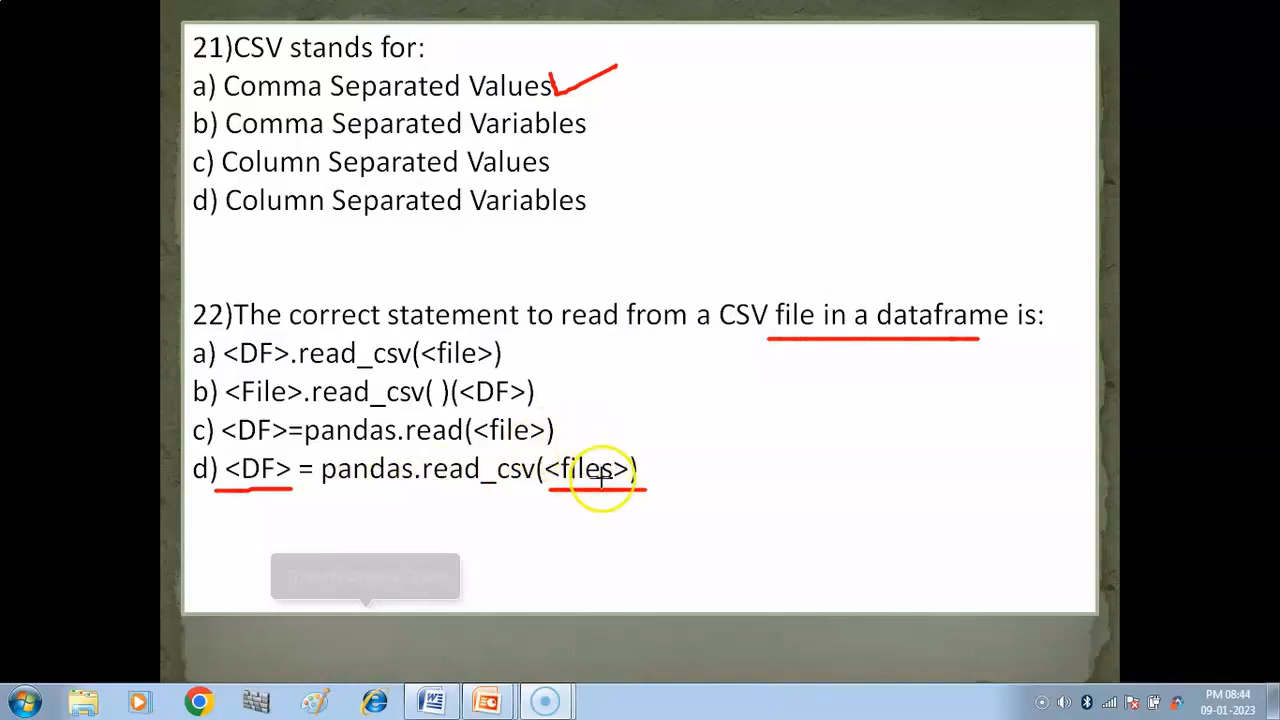 21)CSV stands for:
a) Comma Separated Values
b) Comma Separated Variables
c) Column Separated Values
d) Column Separated Variables
22)The correct statement to read from a CSV file in a dataframe is:
a) <DF>.read_csv(<file>)
b) <File>.read_csv( )(<DF>)
c) <DF>=pandas.read(<file>)
d) <DF> = pandas.read_csv(<files>)
PM 08:44
09-01-2023